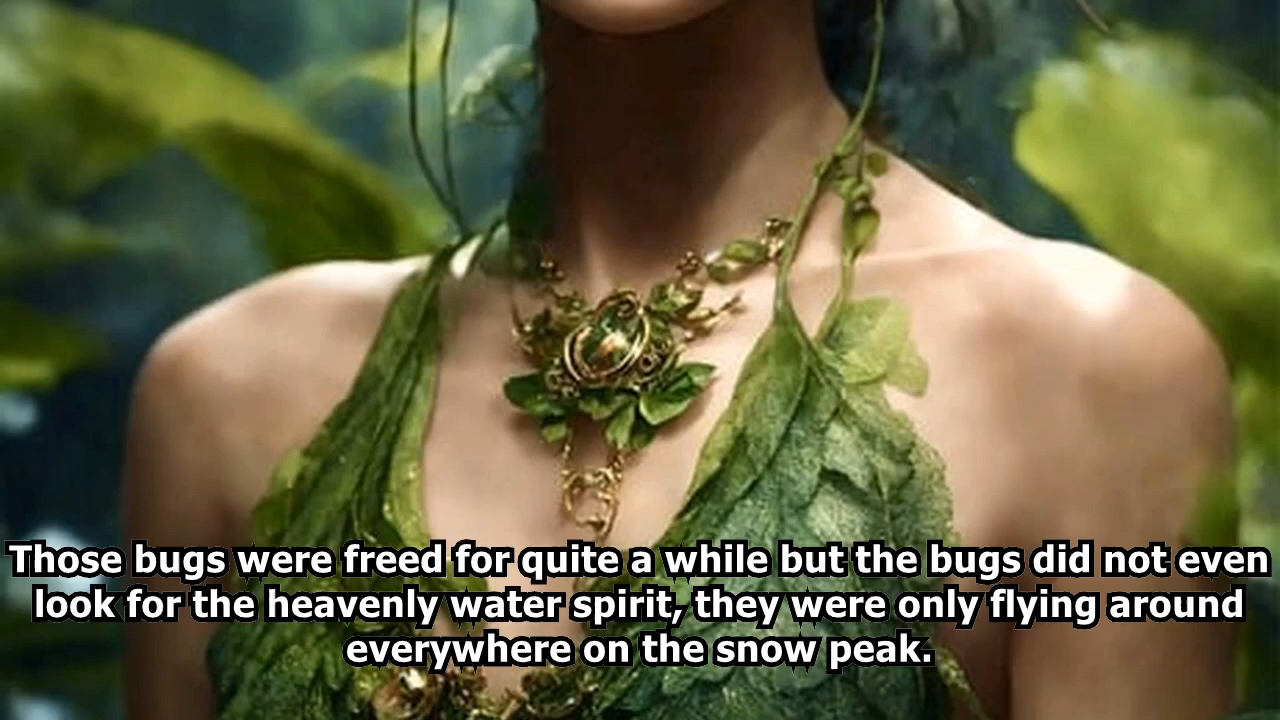 Those bugs were freed for quite a while but the bugs did not even
look for the heavenly water spirit, they were only flying around
everywhere on the snow peak.